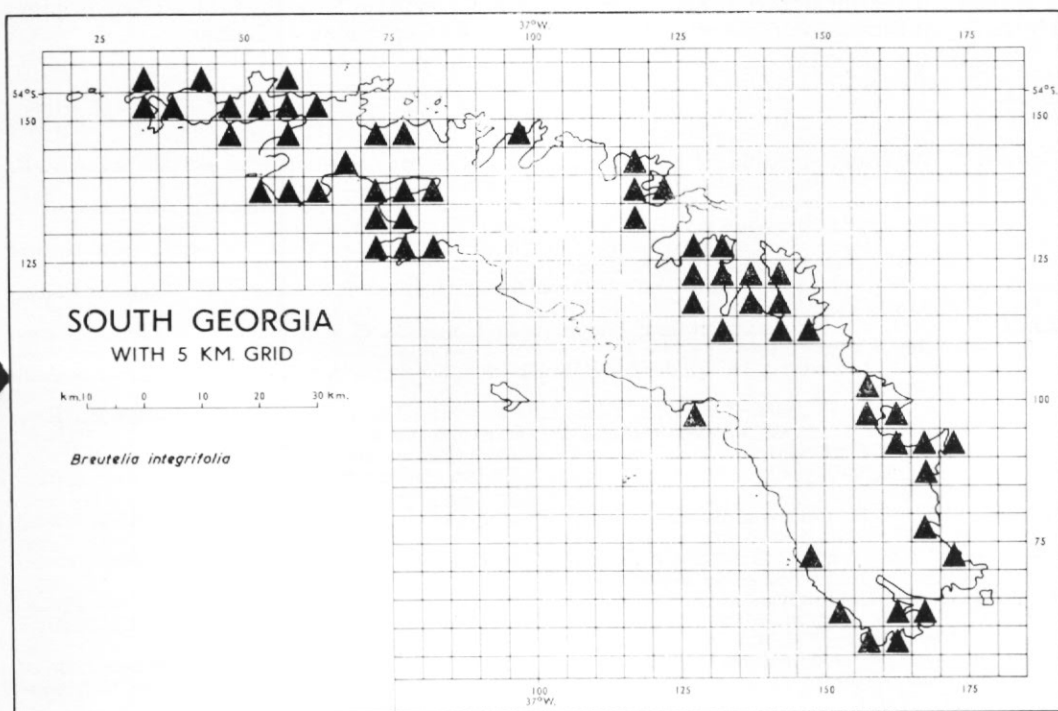 37°W.
25 50 75 100 125 150 175
54°S 54°S.
150 150
125 125
SOUTH GEORGIA
WITH 5 KM. GRID
km.10 0 10 20 30 km.
100
Breutelia integrifolia
75
100 125 150 175
37°W.